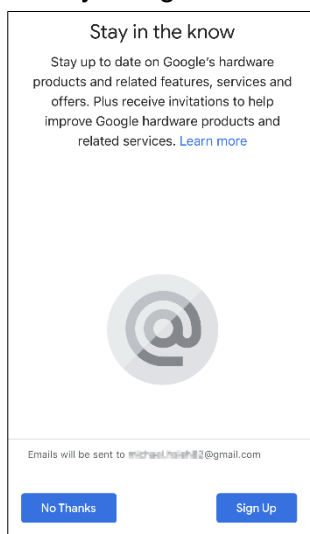 Stay in the know
Stay up to date on Google's hardware
products and related features, services and
offers. Plus receive invitations to help
improve Google hardware products and
related services. Learn more
@
Emails will be sent to @gmail.com
No Thanks
Sign Up